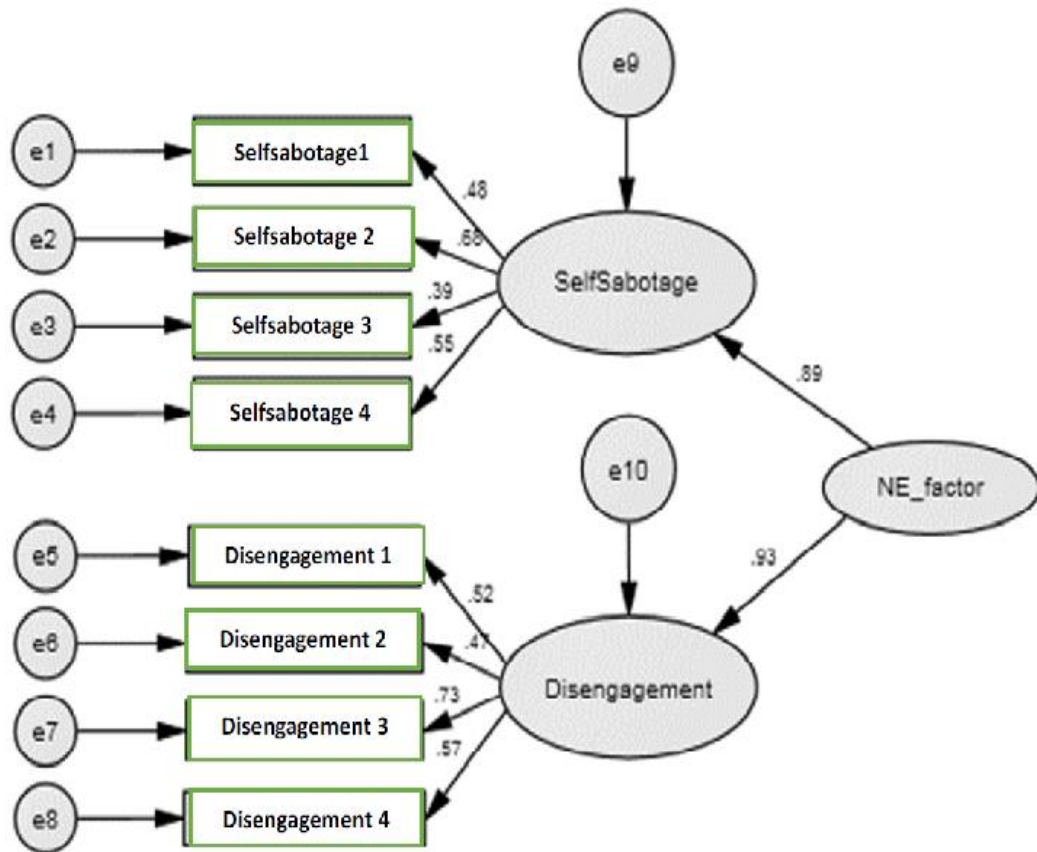 e9
e1
Selfsabotage1
.48
e2
Selfsabotage 2
.68
SelfSabotage
e3
Selfsabotage 3
.39
.55
e4
Selfsabotage 4
.89
e10
NE_factor
e5
Disengagement 1
.93
.52
e6
Disengagement 2
.47
Disengagement
e7
Disengagement 3
.73
.57
e8
Disengagement 4